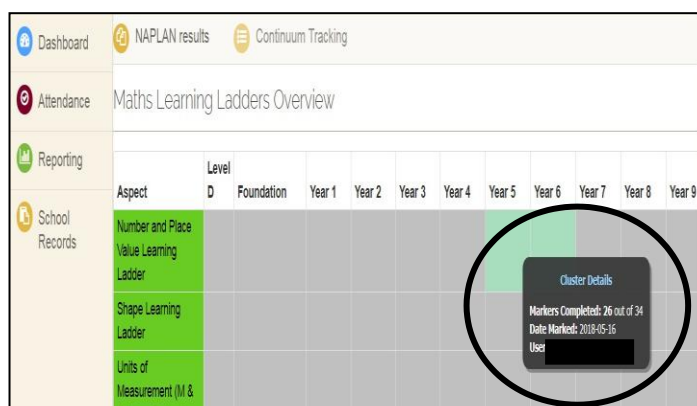 Dashboard
NAPLAN results
Continuum Tracking
Attendance
Maths Learning Ladders Overview
Reporting
School
Records
Aspect
Level
D
Foundation
Year 1
Year 2
Year 3
Year 4
Year 5
Year 6
Year 7
Year 8
Year 9
Number and Place
Value Learning
Ladder
Shape Learning
Ladder
Units of
Measurement (M &
Cluster Details
Markers Completed: 26 out of 34
Date Marked: 2018-05-16
User